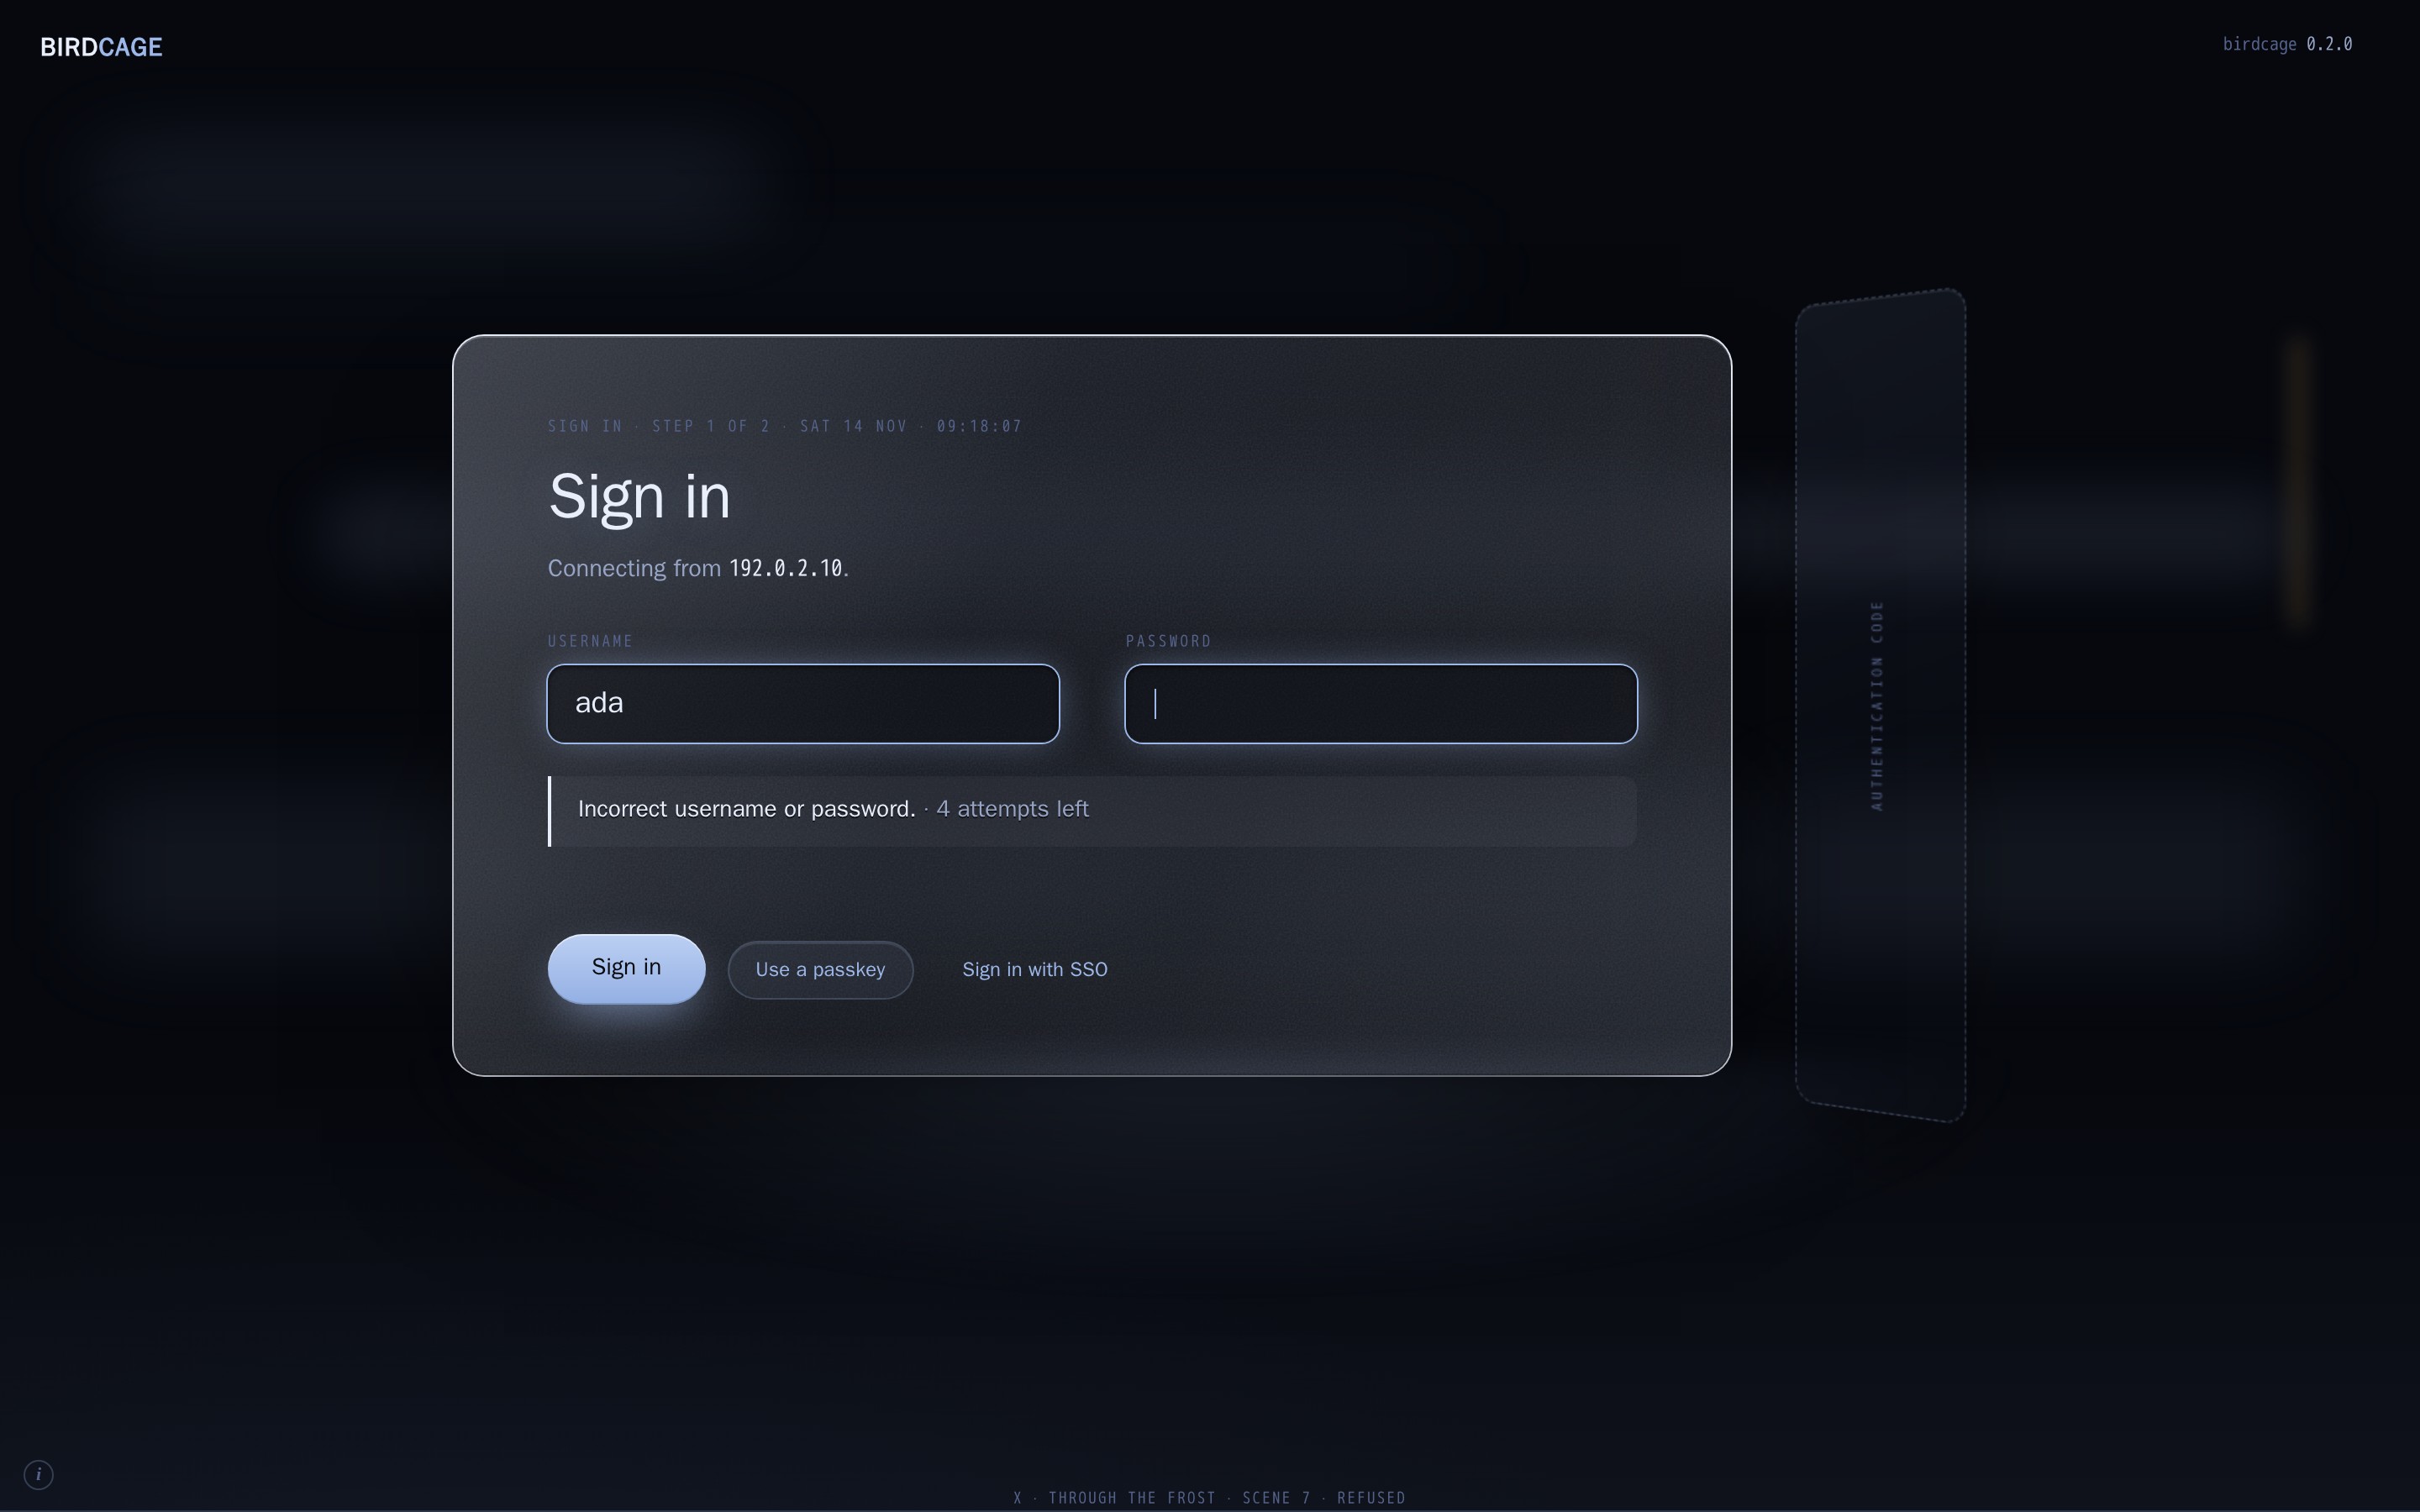 BIRDCAGE
birdcage 0.2.0
SIGN IN · STEP 1 OF 2 · SAT 14 NOV · 09:18:07
Sign in
Connecting from 192.0.2.10.
USERNAME
PASSWORD
ada
Incorrect username or password. · 4 attempts left
Sign in
Use a passkey
Sign in with SSO
AUTHENTICATION CODE
i
X · THROUGH THE FROST · SCENE 7 · REFUSED